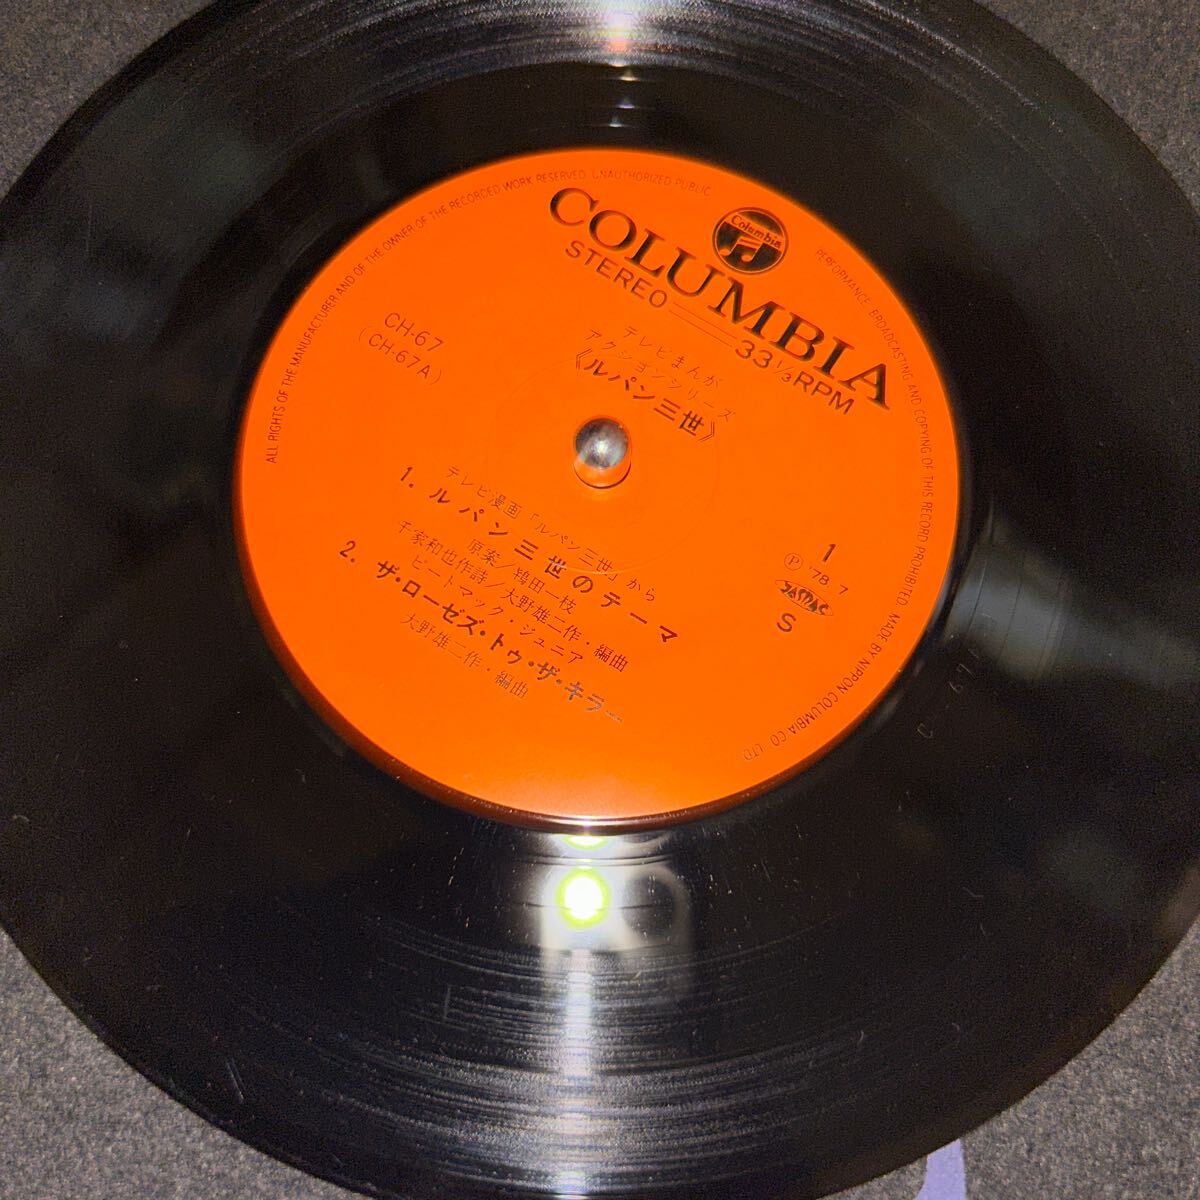 ALL RIGHTS OF THE MANUFACTURER AND OF THE OWNER OF THE RECORDED WORK RESERVED. UNAUTHORIZED PUBLIC PERFORMANCE, BROADCASTING AND COPYING OF THIS RECORD PROHIBITED. MADE BY NIPPON COLUMBIA CO., LTD.
Columbia
COLUMBIA
STEREO 33⅓RPM
CH-67
(CH-67A)
テレビまんが
アクションシリーズ
《ルパン三世》
1
Ⓟ '78.7
JASRAC
S
テレビ漫画「ルパン三世」から
1. ルパン三世のテーマ
原案/鴇田一枝
千家和也作詩/大野雄二作・編曲
ピートマック・ジュニア
2. ザ・ローゼズ・トゥ・ザ・キラー
大野雄二作・編曲